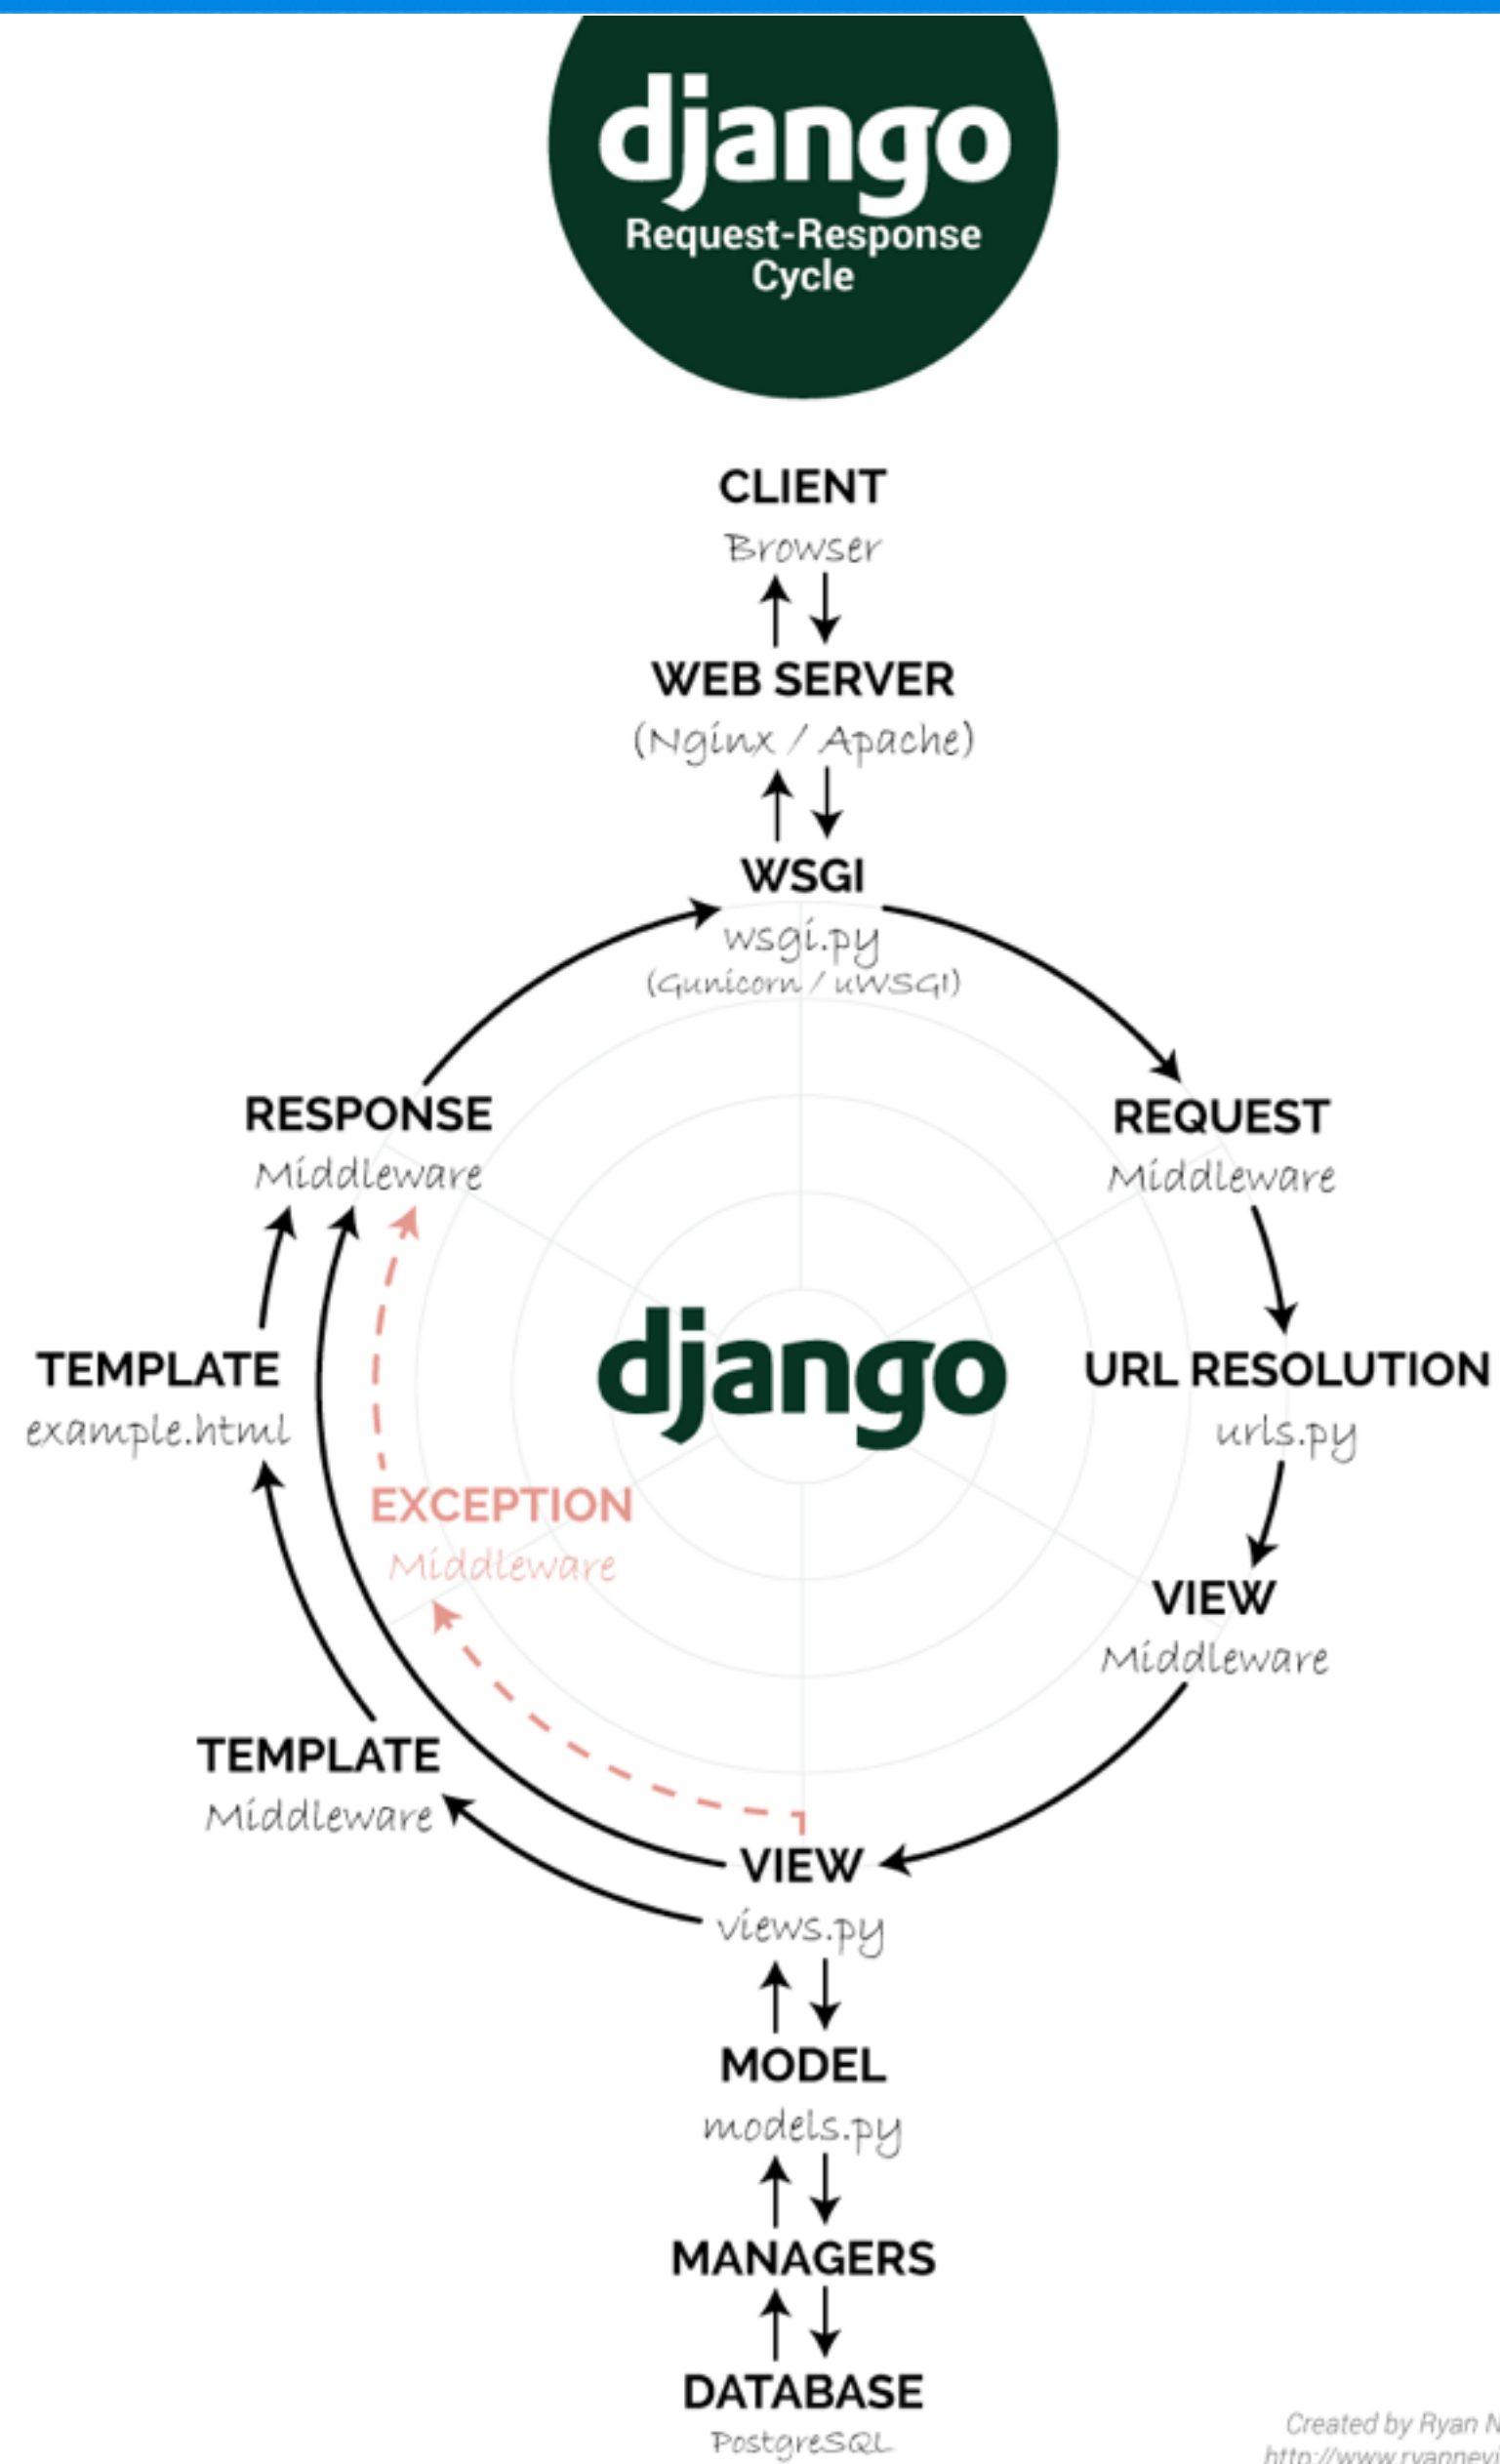 django
Request-Response
Cycle
CLIENT
Browser
WEB SERVER
(Nginx / Apache)
WSGI
wsgi.py
(Gunicorn / uWSGI)
RESPONSE
Middleware
REQUEST
Middleware
django
TEMPLATE
example.html
URL RESOLUTION
urls.py
EXCEPTION
Middleware
VIEW
Middleware
TEMPLATE
Middleware
VIEW
views.py
MODEL
models.py
MANAGERS
DATABASE
PostgreSQL
Created by Ryan N